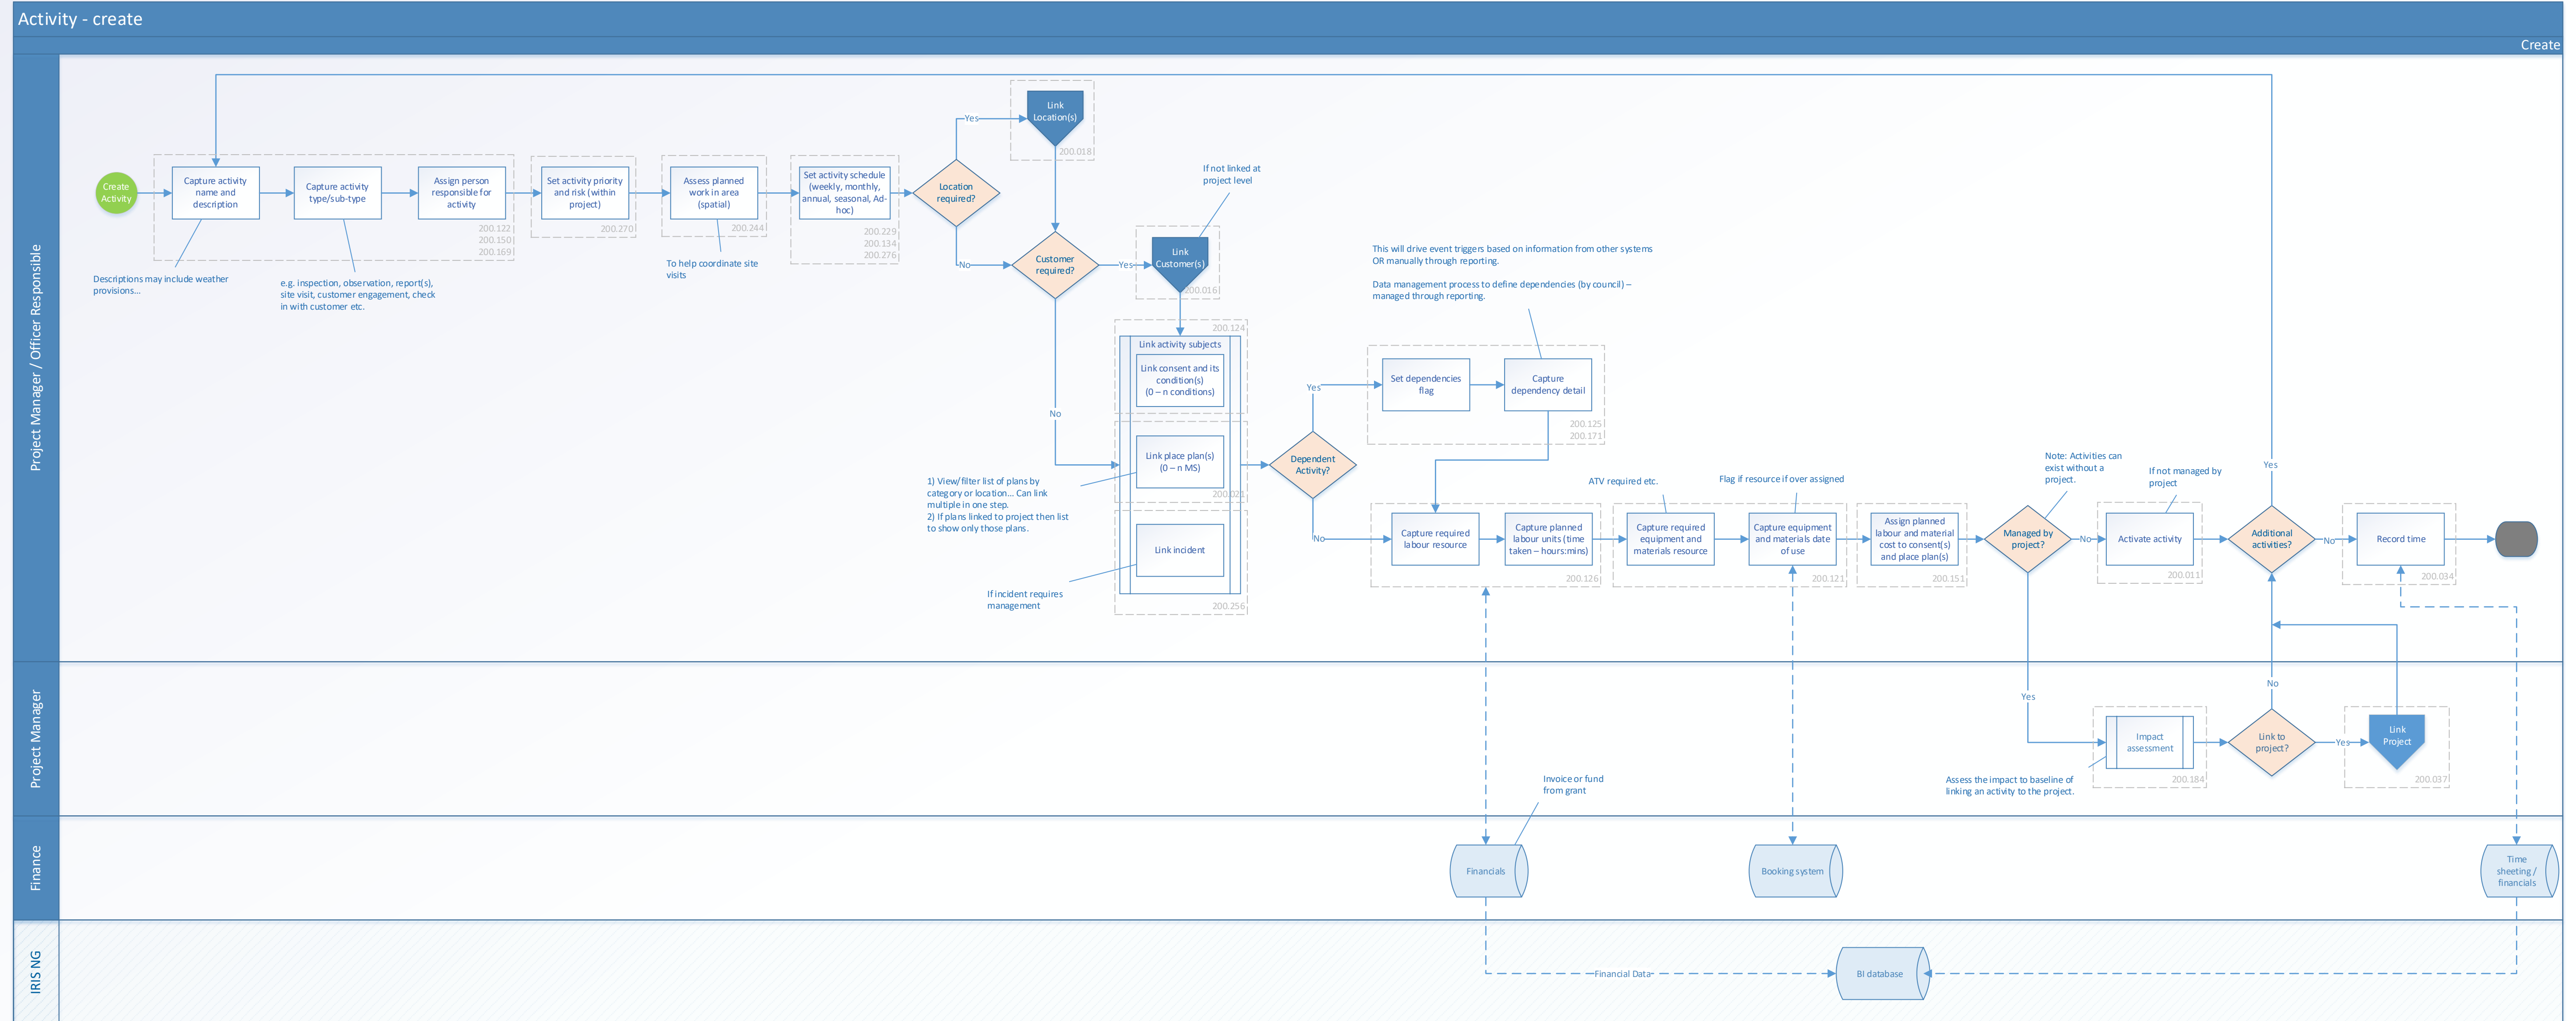 Activity - create
Create
Project Manager / Officer Responsible
Create
Activity
Capture activity
name and
description
Capture activity
type/sub-type
Assign person
responsible for
activity
200.122
200.150
200.169
Descriptions may include weather
provisions...
e.g. inspection, observation, report(s),
site visit, customer engagement, check
in with customer etc.
Set activity priority
and risk (within
project)
200.270
Assess planned
work in area
(spatial)
200.244
To help coordinate site
visits
Set activity schedule
(weekly, monthly,
annual, seasonal, Ad-
hoc)
200.229
200.134
200.276
Location
required?
Yes
No
Link
Location(s)
200.018
Customer
required?
Yes
No
If not linked at
project level
Link
Customer(s)
200.016
200.124
Link activity subjects
Link consent and its
condition(s)
(0 – n conditions)
Link place plan(s)
(0 – n MS)
200.021
Link incident
200.256
1) View/filter list of plans by
category or location... Can link
multiple in one step.
2) If plans linked to project then list
to show only those plans.
If incident requires
management
Dependent
Activity?
Yes
No
This will drive event triggers based on information from other systems
OR manually through reporting.
Data management process to define dependencies (by council) –
managed through reporting.
Set dependencies
flag
Capture
dependency detail
200.125
200.171
Capture required
labour resource
Capture planned
labour units (time
taken – hours:mins)
200.126
ATV required etc.
Capture required
equipment and
materials resource
Flag if resource if over assigned
Capture equipment
and materials date
of use
200.121
Assign planned
labour and material
cost to consent(s)
and place plan(s)
200.151
Managed by
project?
Note: Activities can
exist without a
project.
No
Yes
If not managed by
project
Activate activity
200.011
Additional
activities?
Yes
No
Record time
200.034
Project Manager
Impact
assessment
200.184
Assess the impact to baseline of
linking an activity to the project.
Link to
project?
No
Yes
Link
Project
200.037
Finance
Invoice or fund
from grant
Financials
Booking system
Time
sheeting /
financials
IRIS NG
Financial Data
BI database